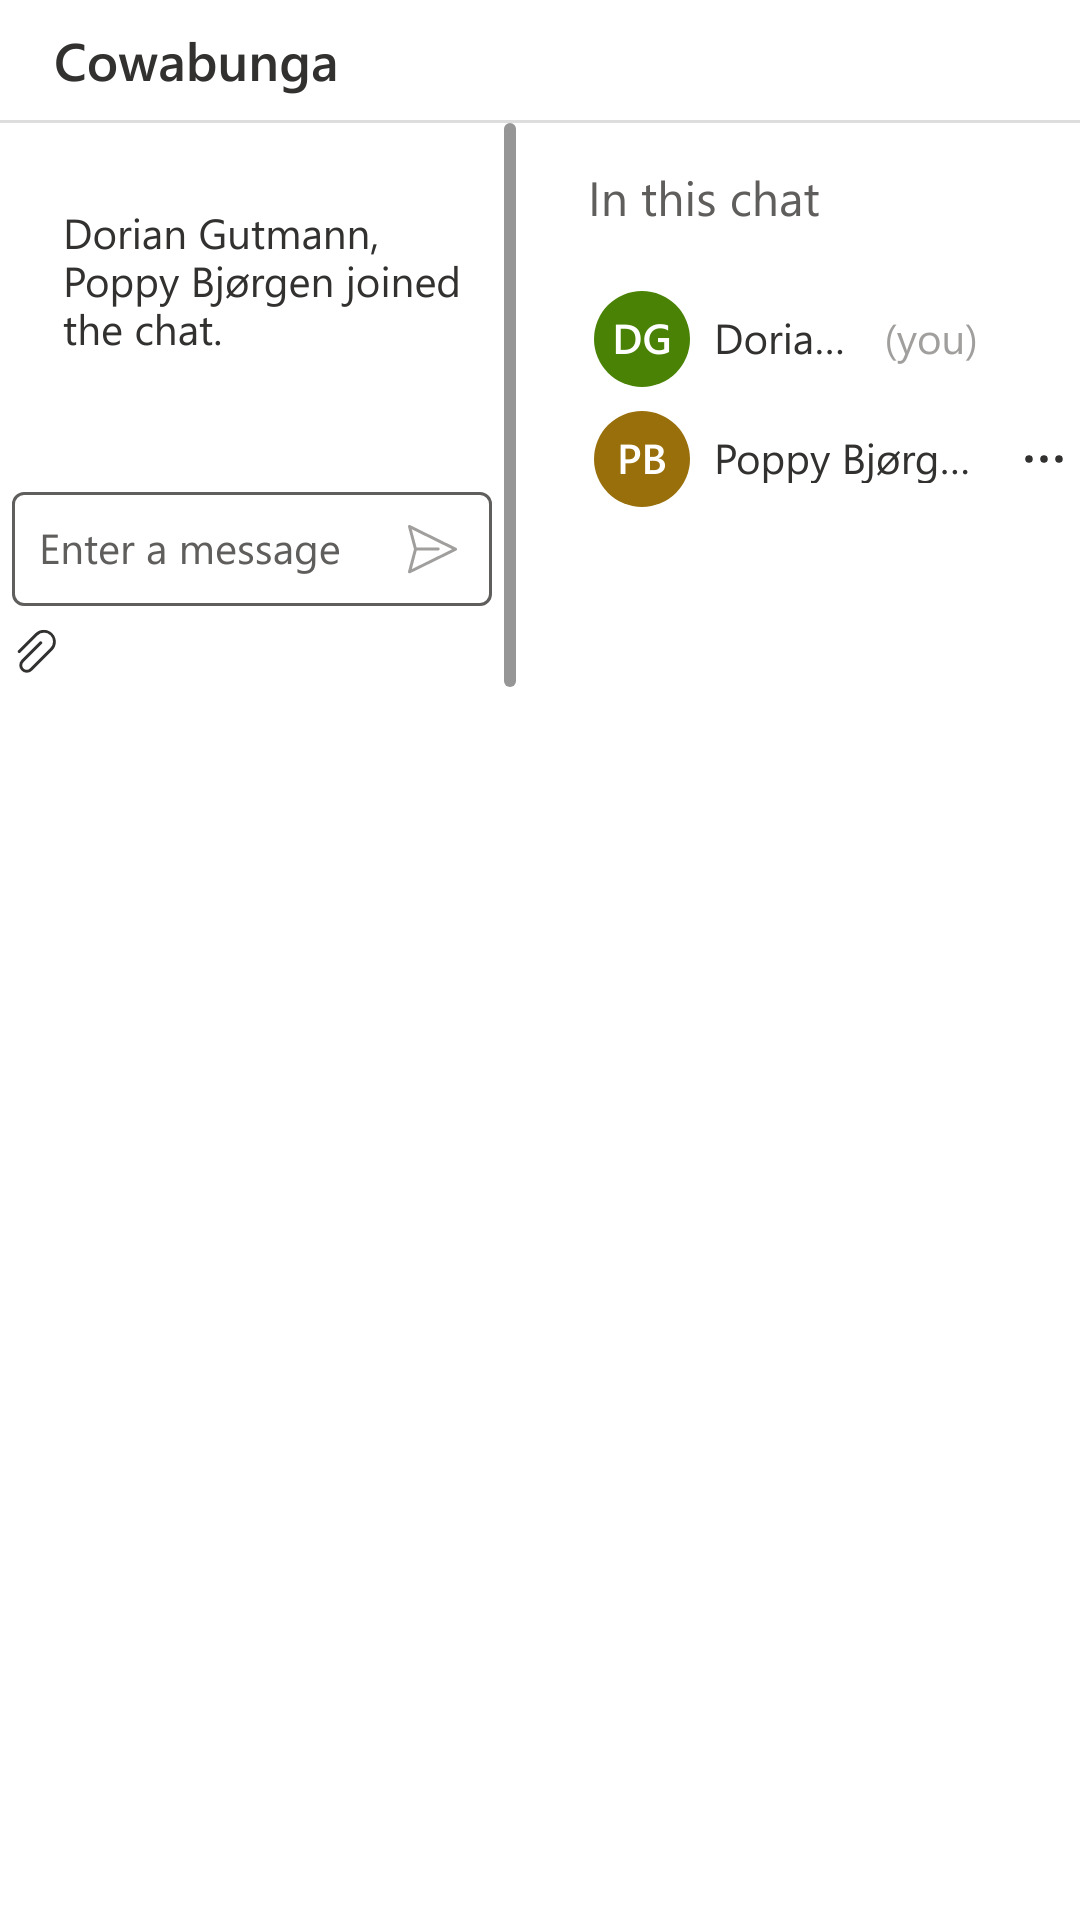 Cowabunga
Dorian Gutmann,
Poppy Bjørgen joined
the chat.
Enter a message
In this chat
DG Doria... (you)
PB Poppy Bjørg...